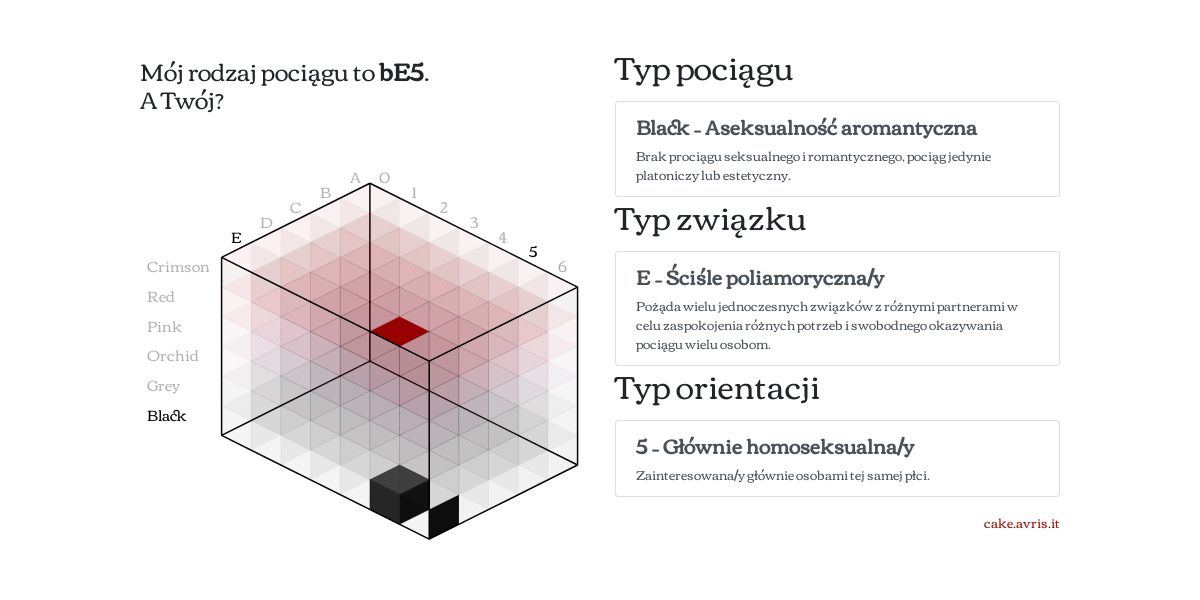 Mój rodzaj pociągu to bE5.
A Twój?
A
O
B
1
C
2
D
3
E
4
5
6
Crimson
Red
Pink
Orchid
Grey
Black
Typ pociągu
Black – Aseksualność aromantyczna
Brak prociągu seksualnego i romantycznego, pociąg jedynie
platoniczy lub estetyczny.
Typ związku
E – Ściśle poliamoryczna/y
Pożąda wielu jednoczesnych związków z różnymi partnerami w
celu zaspokojenia różnych potrzeb i swobodnego okazywania
pociągu wielu osobom.
Typ orientacji
5 – Głównie homoseksualna/y
Zainteresowana/y głównie osobami tej samej płci.
cake.avris.it